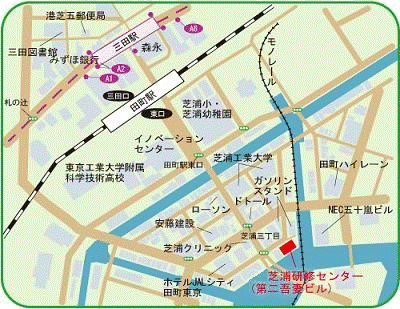 港芝五郵便局
三田図書館
みずほ銀行
三田駅
A8
森永
A2
A1
札の辻
三田口
田町駅
東口
モノレール
芝浦小・
芝浦幼稚園
イノベーション
センター
田町駅東口
芝浦工業大学
東京工業大学附属
科学技術高校
田町ハイレーン
ガソリン
スタンド
ドトール
ローソン
NEC五十嵐ビル
安藤建設
芝浦三丁目
芝浦クリニック
芝浦研修センター
(第二吾妻ビル)
ホテルJALシティ
田町東京